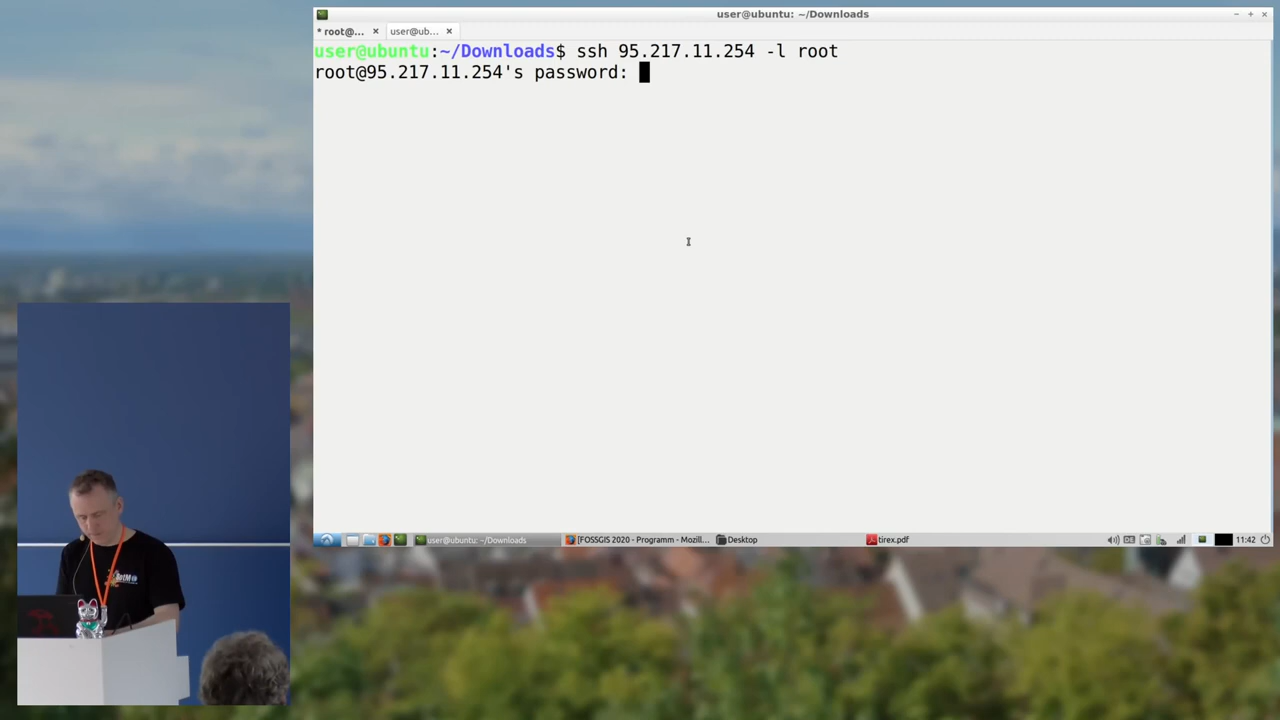 user@ubuntu: ~/Downloads
* root@...
user@ub...
user@ubuntu:~/Downloads$ ssh 95.217.11.254 -l root
root@95.217.11.254's password:
user@ubuntu: ~/Downloads
[FOSSGIS 2020 - Programm - Mozill...
Desktop
tirex.pdf
DE
11:42